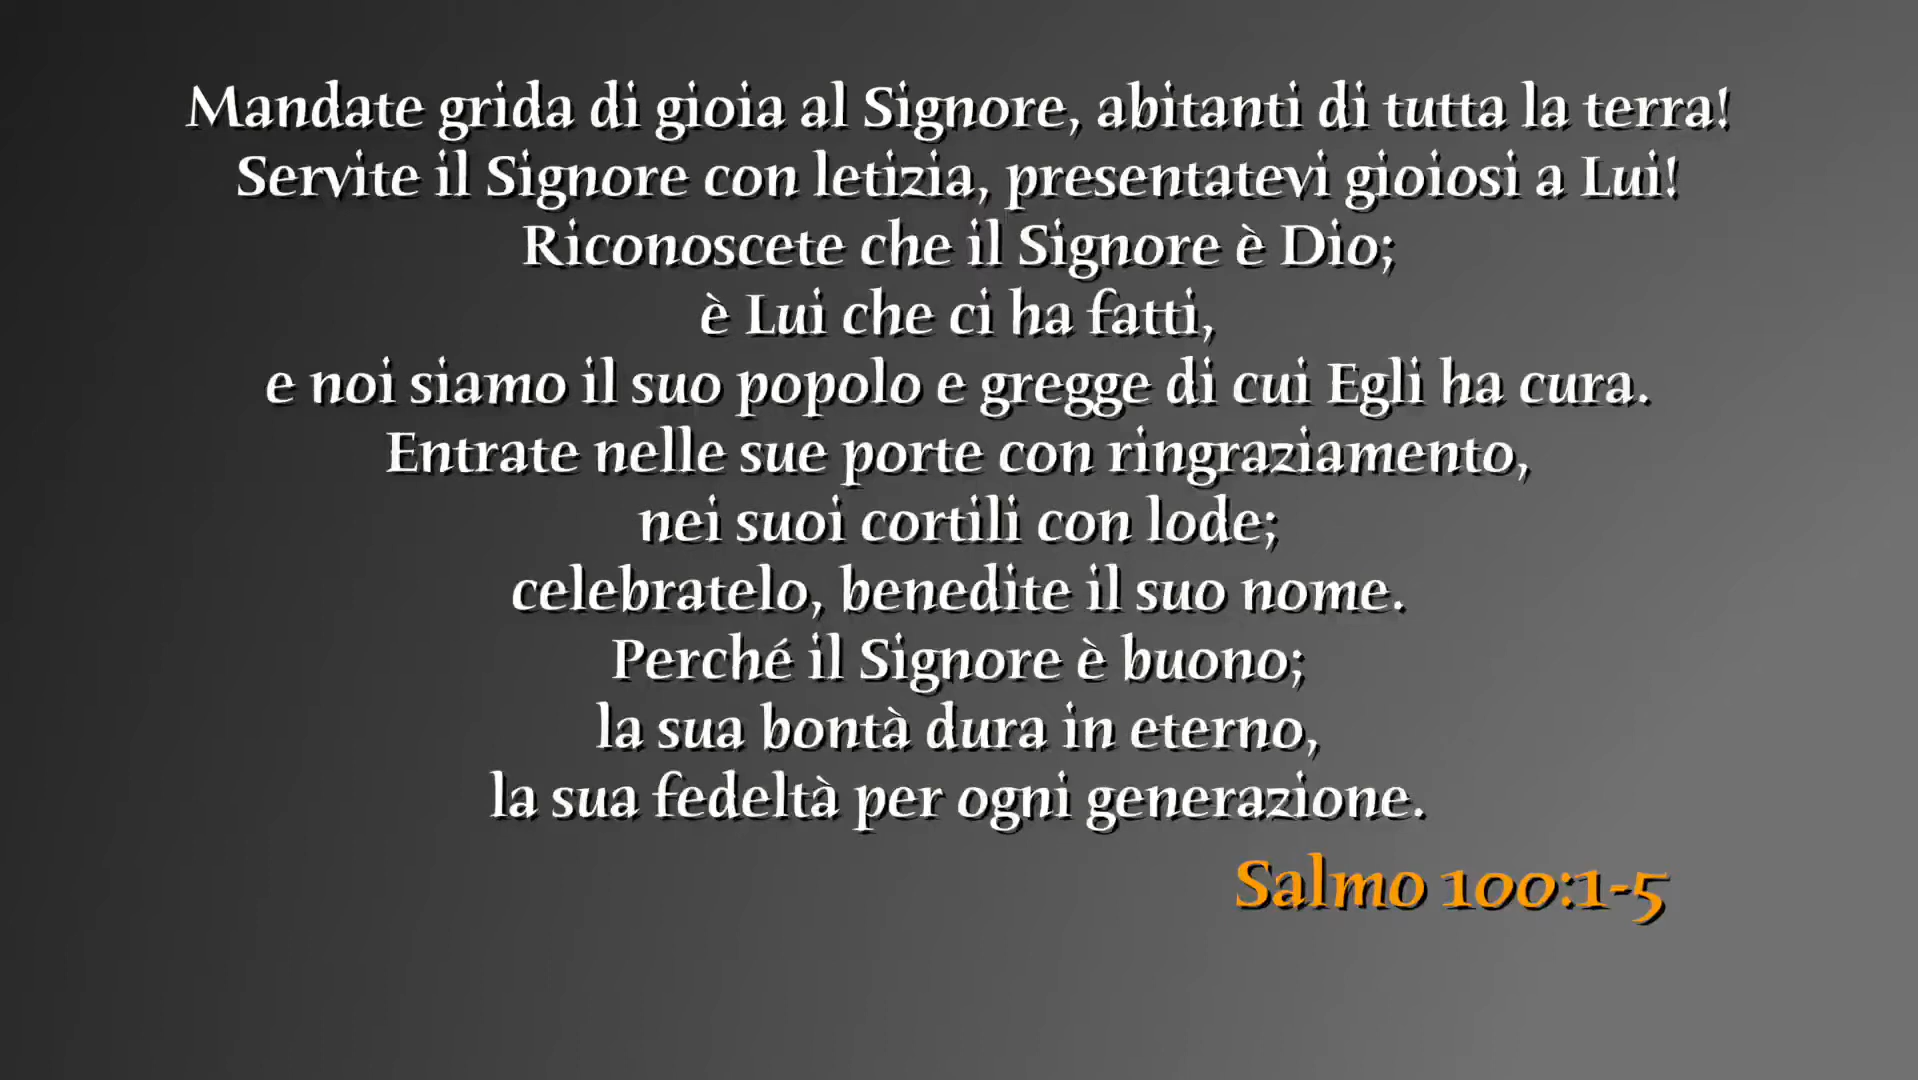 Mandate grida di gioia al Signore, abitanti di tutta la terra!
Servite il Signore con letizia, presentatevi gioiosi a Lui!
Riconoscete che il Signore è Dio;
è Lui che ci ha fatti,
e noi siamo il suo popolo e gregge di cui Egli ha cura.
Entrate nelle sue porte con ringraziamento,
nei suoi cortili con lode;
celebratelo, benedite il suo nome.
Perché il Signore è buono;
la sua bontà dura in eterno,
la sua fedeltà per ogni generazione.
Salmo 100:1-5